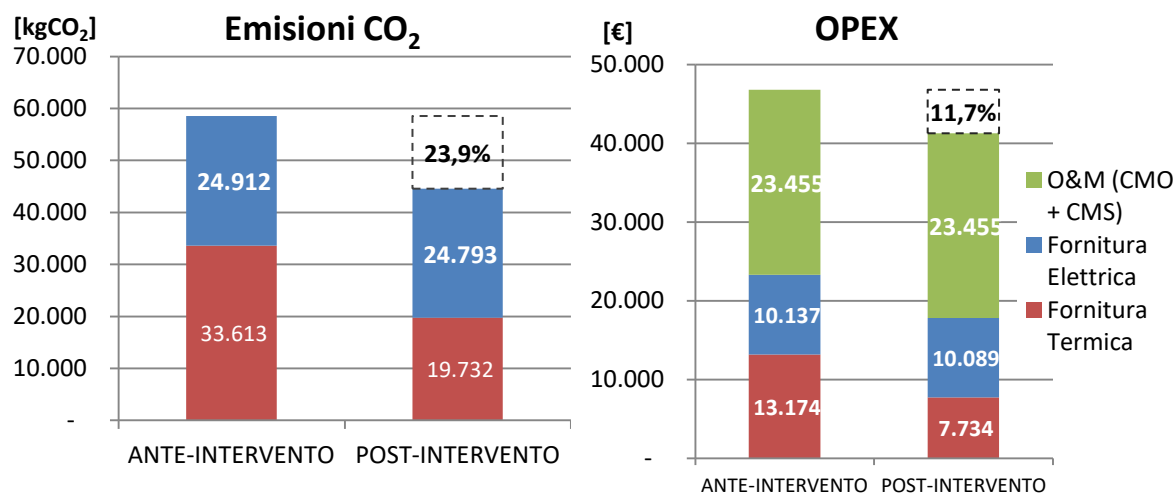 [kgCO₂]
Emisioni CO₂
70.000
60.000
50.000
40.000
30.000
20.000
10.000
-
24.912
33.613
23,9%
24.793
19.732
ANTE-INTERVENTO
POST-INTERVENTO
[€]
OPEX
50.000
40.000
30.000
20.000
10.000
-
23.455
10.137
13.174
11,7%
23.455
10.089
7.734
ANTE-INTERVENTO
POST-INTERVENTO
O&M (CMO
+ CMS)
Fornitura
Elettrica
Fornitura
Termica